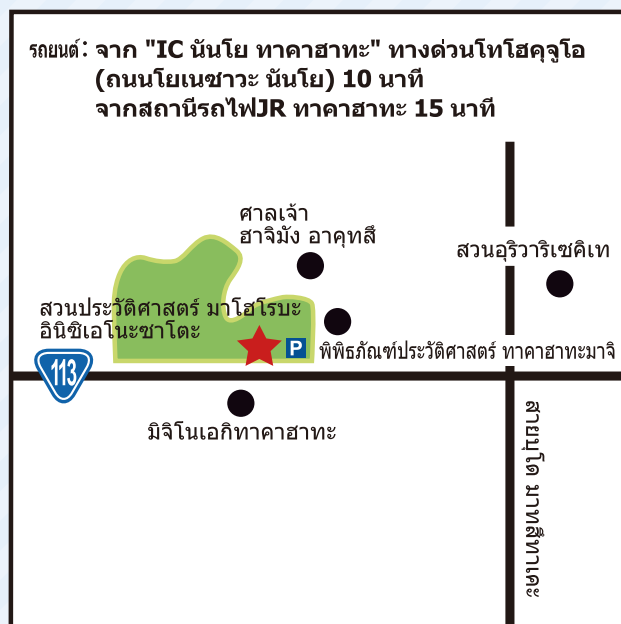 รถยนต์: จาก "IC นันโย ทาคาฮาทะ" ทางด่วนโทโฮคุจูโอ
(ถนนโยเนซาวะ นันโย) 10 นาที
จากสถานีรถไฟJR ทาคาฮาทะ 15 นาที
ศาลเจ้า
ฮาจิมัง อาคุทสึ
สวนอุริวาริเซคิเท
สวนประวัติศาสตร์ มาโฮโรบะ
อินิซิเอโนะซาโตะ
P
พิพิธภัณฑ์ประวัติศาสตร์ ทาคาฮาทะมาจิ
113
มิจิโนเอกิทาคาฮาทะ
สายบุโด มาทสึทาเคะ